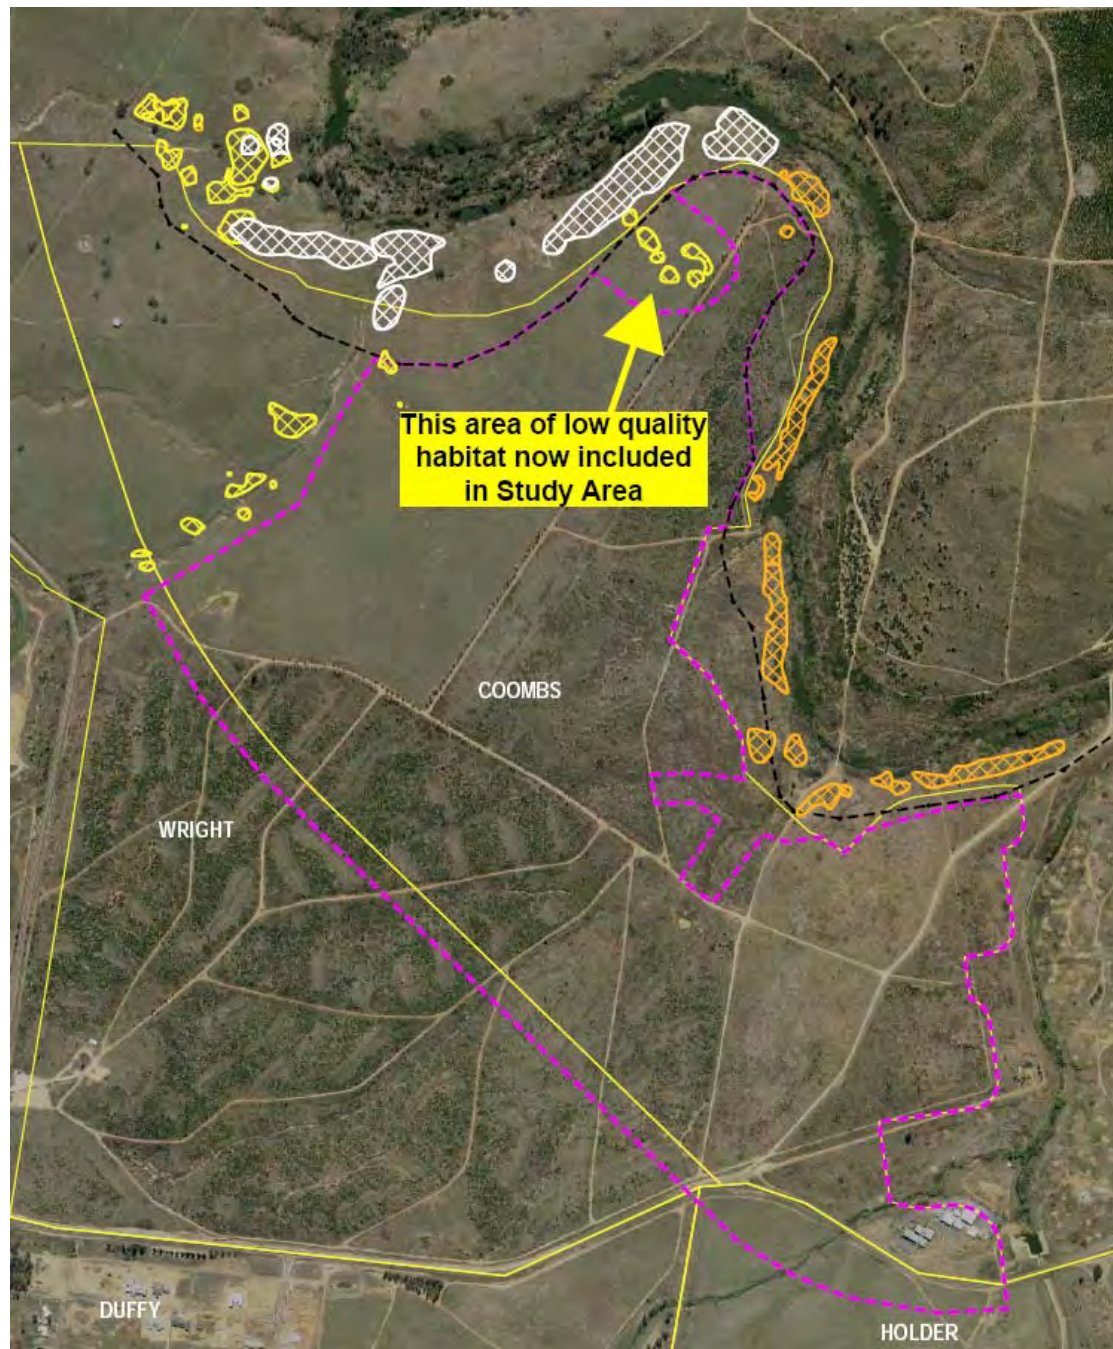 This area of low quality
habitat now included
in Study Area
COOMBS
WRIGHT
DUFFY
HOLDER